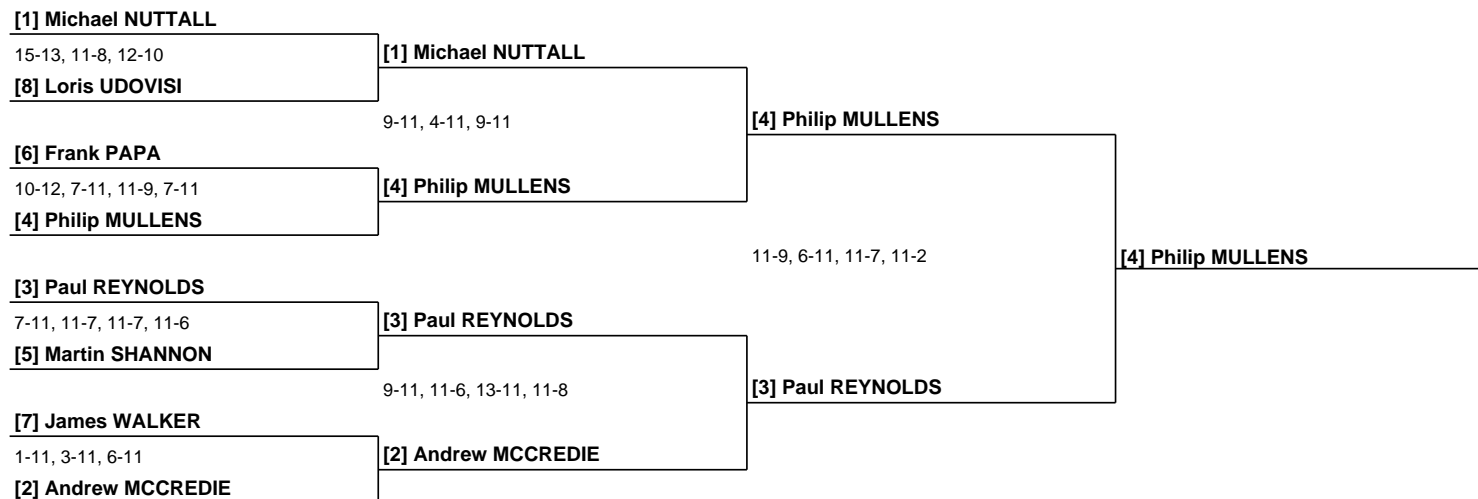 [1] Michael NUTTALL
15-13, 11-8, 12-10
[8] Loris UDOVISI
[1] Michael NUTTALL
9-11, 4-11, 9-11
[6] Frank PAPA
10-12, 7-11, 11-9, 7-11
[4] Philip MULLENS
[4] Philip MULLENS
[4] Philip MULLENS
11-9, 6-11, 11-7, 11-2
[4] Philip MULLENS
[3] Paul REYNOLDS
7-11, 11-7, 11-7, 11-6
[5] Martin SHANNON
[3] Paul REYNOLDS
9-11, 11-6, 13-11, 11-8
[3] Paul REYNOLDS
[7] James WALKER
1-11, 3-11, 6-11
[2] Andrew MCCREDIE
[2] Andrew MCCREDIE